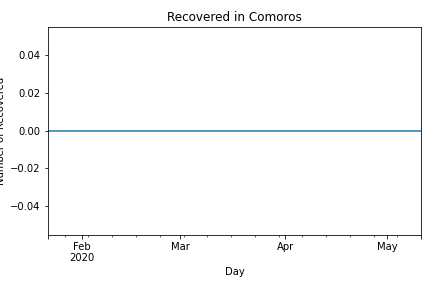 Recovered in Comoros
Number of Recovered
0.04
0.02
0.00
−0.02
−0.04
Feb
2020
Mar
Apr
May
Day